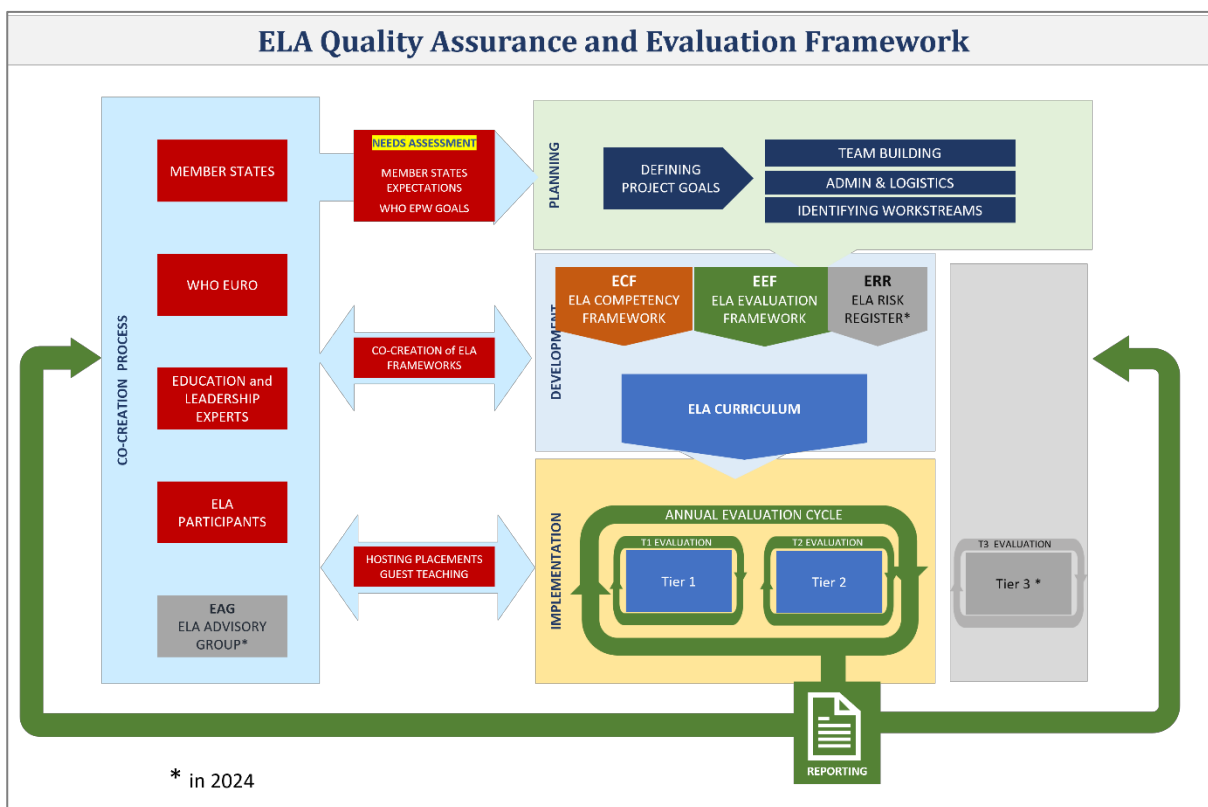 ELA Quality Assurance and Evaluation Framework
CO-CREATION PROCESS
MEMBER STATES
WHO EURO
EDUCATION and
LEADERSHIP
EXPERTS
ELA
PARTICIPANTS
EAG
ELA ADVISORY
GROUP*
NEEDS ASSESSMENT
MEMBER STATES
EXPECTATIONS
WHO EPW GOALS
CO-CREATION of ELA
FRAMEWORKS
HOSTING PLACEMENTS
GUEST TEACHING
PLANNING
DEFINING
PROJECT GOALS
TEAM BUILDING
ADMIN & LOGISTICS
IDENTIFYING WORKSTREAMS
DEVELOPMENT
ECF
ELA COMPETENCY
FRAMEWORK
EEF
ELA EVALUATION
FRAMEWORK
ERR
ELA RISK
REGISTER*
ELA CURRICULUM
IMPLEMENTATION
ANNUAL EVALUATION CYCLE
T1 EVALUATION
Tier 1
T2 EVALUATION
Tier 2
T3 EVALUATION
Tier 3 *
REPORTING
* in 2024